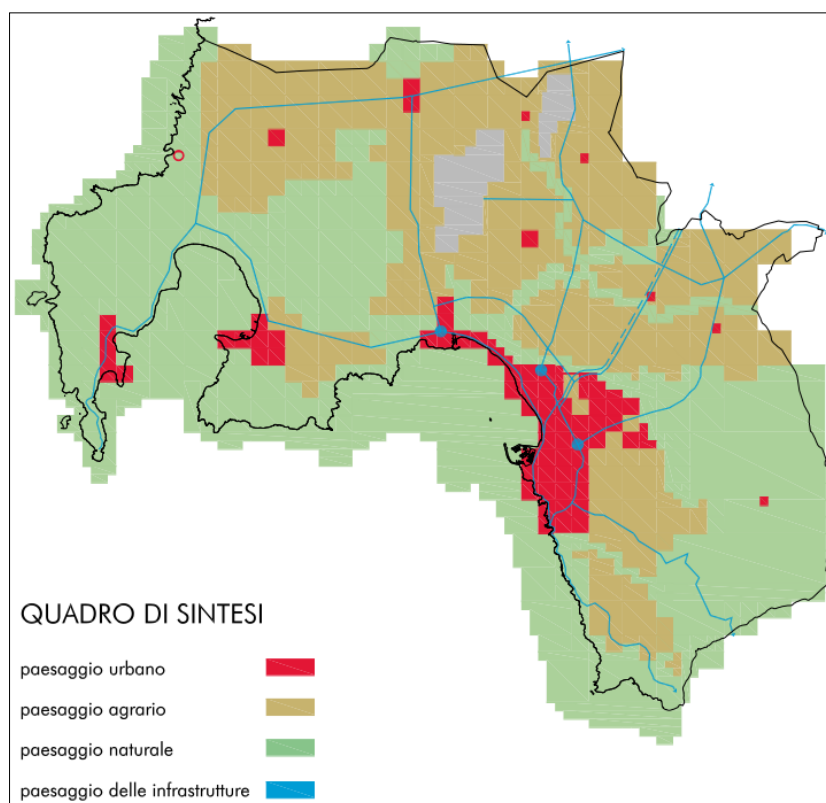 QUADRO DI SINTESI
paesaggio urbano
paesaggio agrario
paesaggio naturale
paesaggio delle infrastrutture